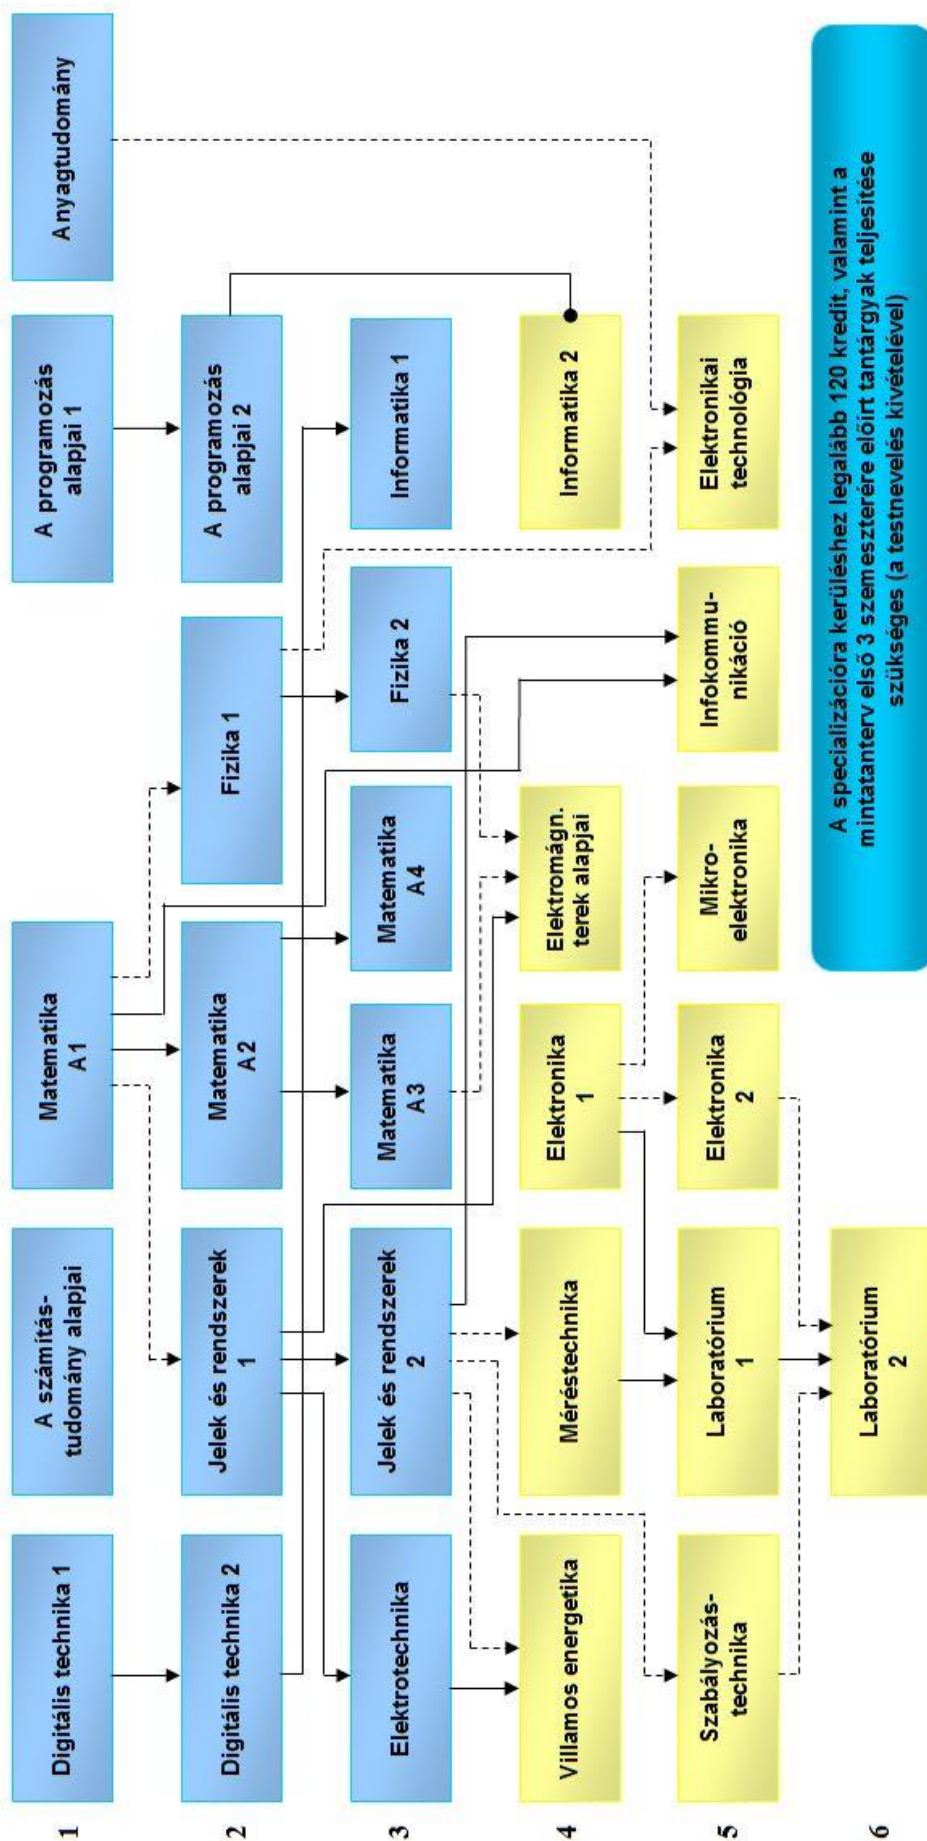 1
Digitális technika 1
A számítás-
tudomány alapjai
Matematika
A1
A programozás
alapjai 1
Anyagtudomány
2
Digitális technika 2
Jelek és rendszerek
1
Matematika
A2
Fizika 1
A programozás
alapjai 2
3
Elektrotechnika
Jelek és rendszerek
2
Matematika
A3
Matematika
A4
Fizika 2
Informatika 1
4
Villamos energetika
Méréstechnika
Elektronika
1
Elektromágn.
terek alapjai
Informatika 2
5
Szabályozás-
technika
Laboratórium
1
Elektronika
2
Mikro-
elektronika
Infokommu-
nikáció
Elektronikai
technológia
6
Laboratórium
2
A specializációra kerüléshez legalább 120 kredit, valamint a
mintatanterv első 3 szemeszterére előírt tantárgyak teljesítése
szükséges (a testnevelés kivételével)